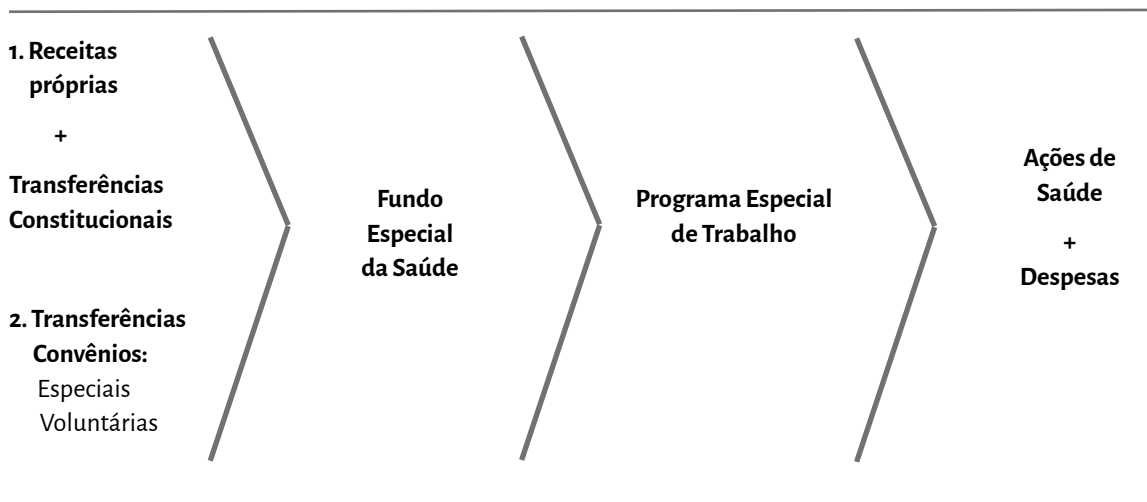 1. Receitas
próprias
+
Transferências
Constitucionais
2. Transferências
Convênios:
Especiais
Voluntárias
Fundo
Especial
da Saúde
Programa Especial
de Trabalho
Ações de
Saúde
+
Despesas